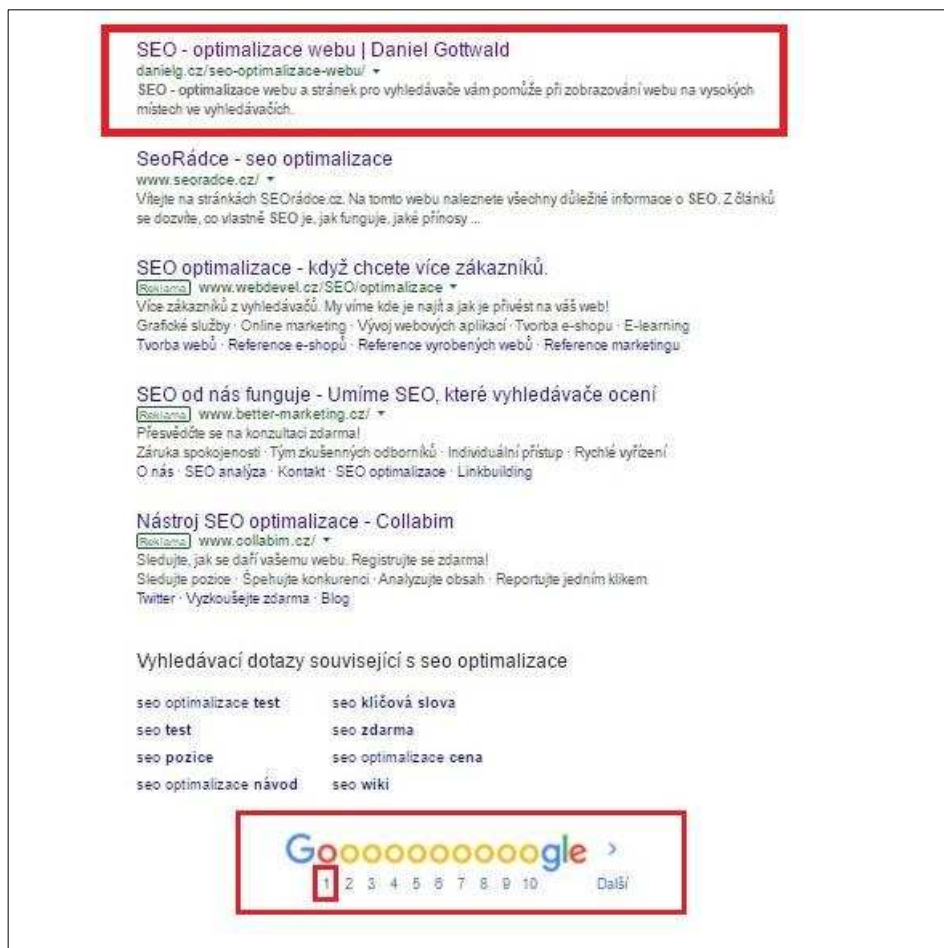 SEO - optimalizace webu | Daniel Gottwald
danielg.cz/seo-optimalizace-webu/
SEO - optimalizace webu a stránek pro vyhledávače vám pomůže při zobrazování webu na vysokých
místech ve vyhledávačích.
SeoRádce - seo optimalizace
www.seoradce.cz/
Vítejte na stránkách SEOrádce.cz. Na tomto webu naleznete všechny důležité informace o SEO. Z článků
se dozvíte, co vlastně SEO je, jak funguje, jaké přínosy ...
SEO optimalizace - když chcete více zákazníků.
Reklama www.webdevel.cz/SEO/optimalizace
Více zákazníků z vyhledávačů. My víme kde je najít a jak je přivést na váš web!
Grafické služby · Online marketing · Vývoj webových aplikací · Tvorba e-shopu · E-learning
Tvorba webů · Reference e-shopů · Reference vyrobených webů · Reference marketingu
SEO od nás funguje - Umíme SEO, které vyhledávače ocení
Reklama www.better-marketing.cz/
Přesvědčte se na konzultaci zdarma!
Záruka spokojenosti · Tým zkušenných odborníků · Individuální přístup · Rychlé vyřízení
O nás · SEO analýza · Kontakt · SEO optimalizace · Linkbuilding
Nástroj SEO optimalizace - Collabim
Reklama www.collabim.cz/
Sledujte, jak se daří vašemu webu. Registrujte se zdarma!
Sledujte pozice · Špehujte konkurenci · Analyzujte obsah · Reportujte jedním klikem
Twitter · Vyzkoušejte zdarma · Blog
Vyhledávací dotazy související s seo optimalizace
seo optimalizace test seo klíčová slova
seo test seo zdarma
seo pozice seo optimalizace cena
seo optimalizace návod seo wiki
Goooooooooogle >
1 2 3 4 5 6 7 8 9 10 Další